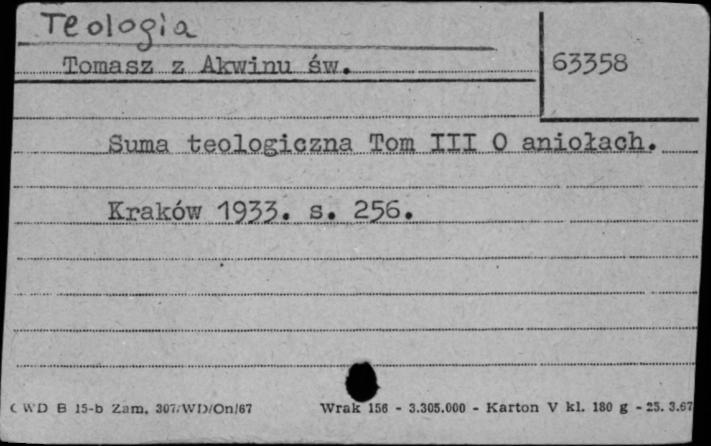 Teologia
Tomasz z Akwinu św.
63358
Suma teologiczna Tom III O aniołach.
Kraków 1933. s. 256.
CWD B 15-b Zam. 307/WD/On/67
Wrak 156 - 3.305.000 - Karton V kl. 180 g - 25. 3.67